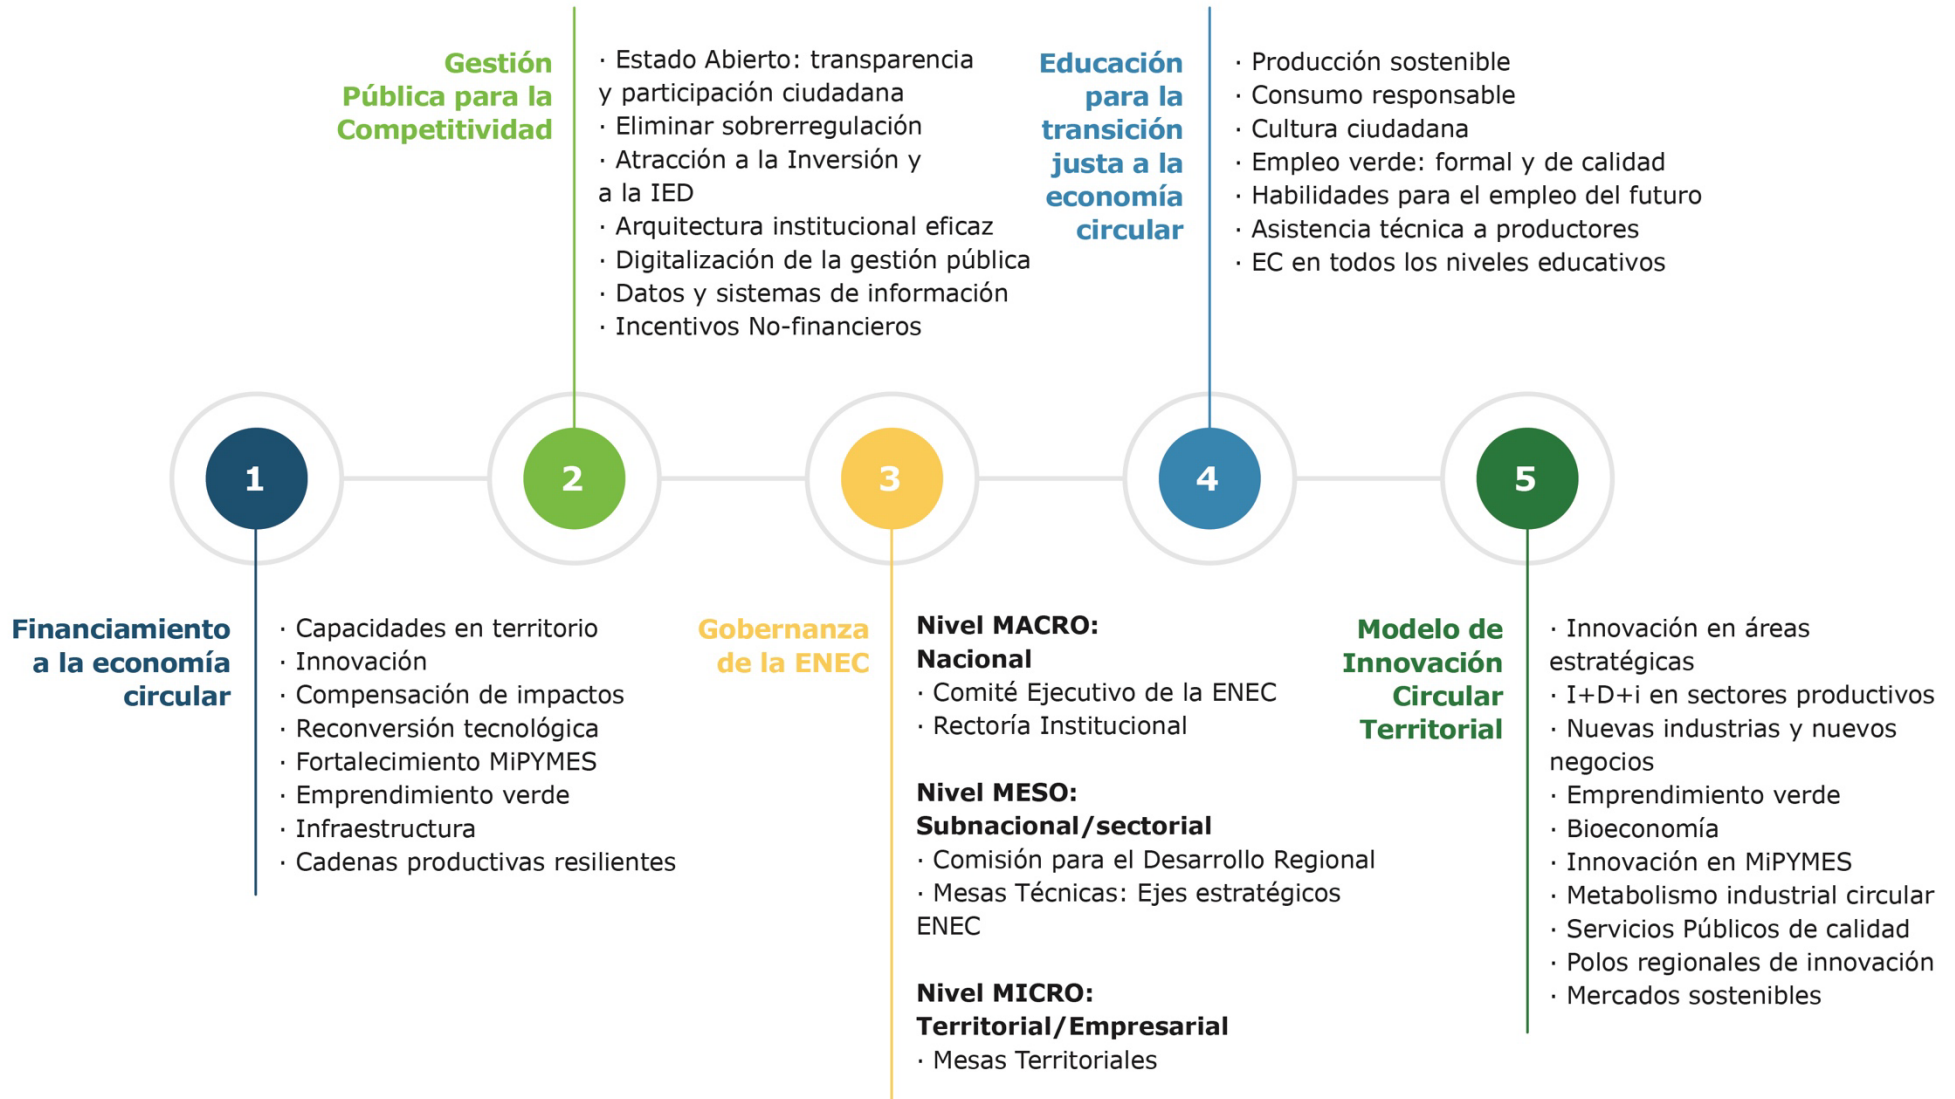 Gestión
Pública para la
Competitividad
· Estado Abierto: transparencia
y participación ciudadana
· Eliminar sobrerregulación
· Atracción a la Inversión y
a la IED
· Arquitectura institucional eficaz
· Digitalización de la gestión pública
· Datos y sistemas de información
· Incentivos No-financieros
Educación
para la
transición
justa a la
economía
circular
· Producción sostenible
· Consumo responsable
· Cultura ciudadana
· Empleo verde: formal y de calidad
· Habilidades para el empleo del futuro
· Asistencia técnica a productores
· EC en todos los niveles educativos
1
2
3
4
5
Financiamiento
a la economía
circular
· Capacidades en territorio
· Innovación
· Compensación de impactos
· Reconversión tecnológica
· Fortalecimiento MiPYMES
· Emprendimiento verde
· Infraestructura
· Cadenas productivas resilientes
Gobernanza
de la ENEC
Nivel MACRO:
Nacional
· Comité Ejecutivo de la ENEC
· Rectoría Institucional
Nivel MESO:
Subnacional/sectorial
· Comisión para el Desarrollo Regional
· Mesas Técnicas: Ejes estratégicos
ENEC
Nivel MICRO:
Territorial/Empresarial
· Mesas Territoriales
Modelo de
Innovación
Circular
Territorial
· Innovación en áreas
estratégicas
· I+D+i en sectores productivos
· Nuevas industrias y nuevos
negocios
· Emprendimiento verde
· Bioeconomía
· Innovación en MiPYMES
· Metabolismo industrial circular
· Servicios Públicos de calidad
· Polos regionales de innovación
· Mercados sostenibles